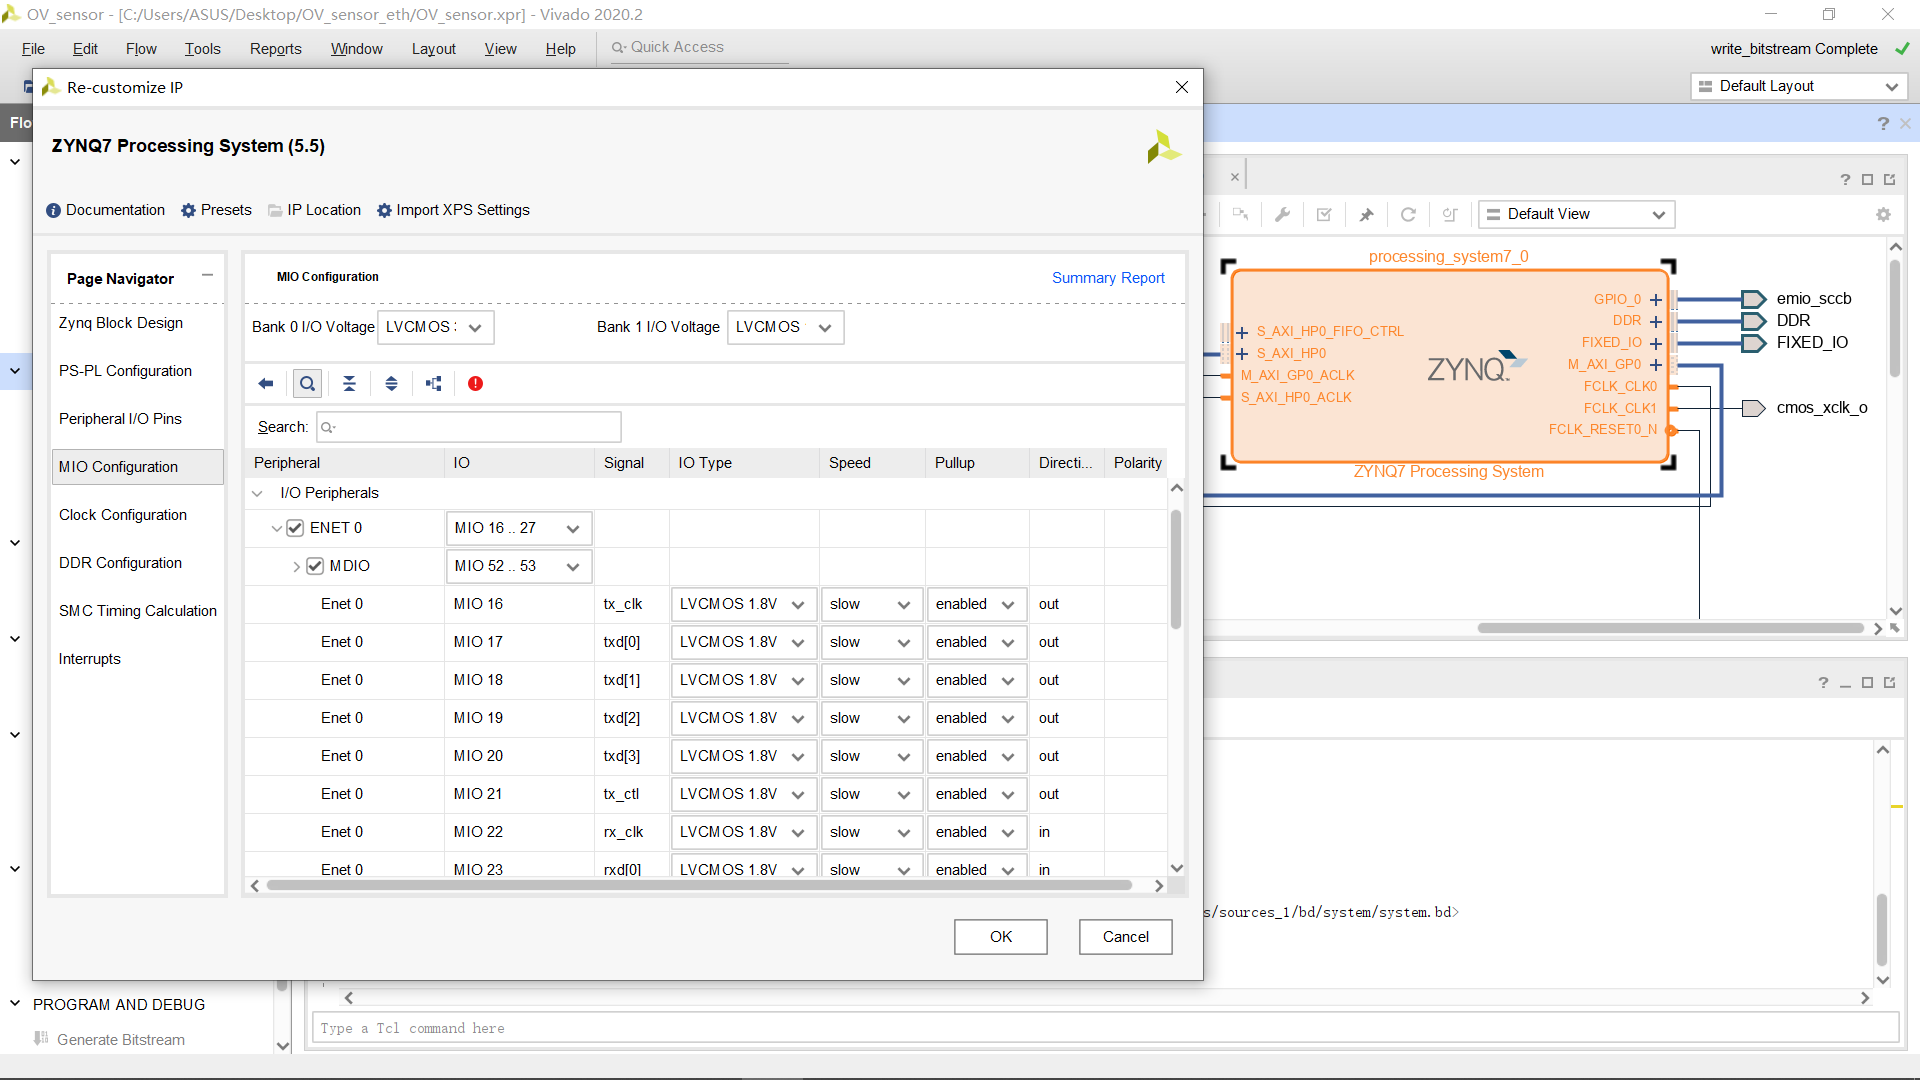 OV_sensor - [C:/Users/ASUS/Desktop/OV_sensor_eth/OV_sensor.xpr] - Vivado 2020.2
File Edit Flow Tools Reports Window Layout View Help Quick Access
write_bitstream Complete
Default Layout
Flo
Re-customize IP
ZYNQ7 Processing System (5.5)
Documentation Presets IP Location Import XPS Settings
Page Navigator
Zynq Block Design
PS-PL Configuration
Peripheral I/O Pins
MIO Configuration
Clock Configuration
DDR Configuration
SMC Timing Calculation
Interrupts
MIO Configuration Summary Report
Bank 0 I/O Voltage LVCMOS Bank 1 I/O Voltage LVCMOS
Search:
Peripheral IO Signal IO Type Speed Pullup Directi... Polarity
I/O Peripherals
ENET 0 MIO 16 .. 27
MDIO MIO 52 .. 53
Enet 0 MIO 16 tx_clk LVCMOS 1.8V slow enabled out
Enet 0 MIO 17 txd[0] LVCMOS 1.8V slow enabled out
Enet 0 MIO 18 txd[1] LVCMOS 1.8V slow enabled out
Enet 0 MIO 19 txd[2] LVCMOS 1.8V slow enabled out
Enet 0 MIO 20 txd[3] LVCMOS 1.8V slow enabled out
Enet 0 MIO 21 tx_ctl LVCMOS 1.8V slow enabled out
Enet 0 MIO 22 rx_clk LVCMOS 1.8V slow enabled in
Enet 0 MIO 23 rxd[0] LVCMOS 1.8V slow enabled in
OK Cancel
Default View
processing_system7_0
S_AXI_HP0_FIFO_CTRL
S_AXI_HP0
M_AXI_GP0_ACLK
S_AXI_HP0_ACLK
ZYNQ
GPIO_0
DDR
FIXED_IO
M_AXI_GP0
FCLK_CLK0
FCLK_CLK1
FCLK_RESET0_N
ZYNQ7 Processing System
emio_sccb
DDR
FIXED_IO
cmos_xclk_o
s/sources_1/bd/system/system.bd>
PROGRAM AND DEBUG
Generate Bitstream
Type a Tcl command here